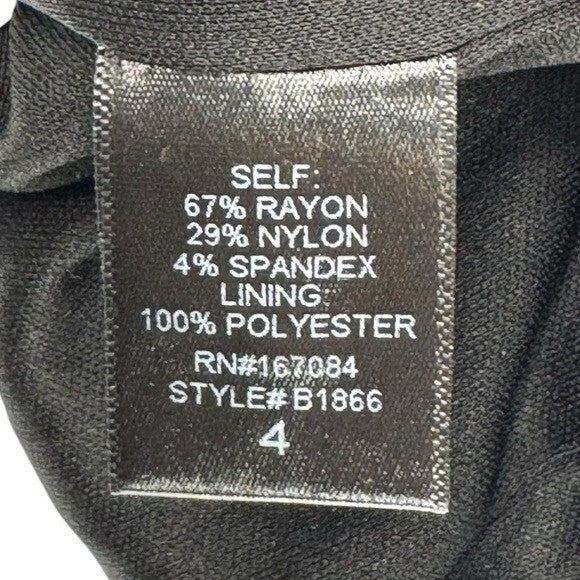 SELF:
67% RAYON
29% NYLON
4% SPANDEX
LINING:
100% POLYESTER
RN#167084
STYLE# B1866
4